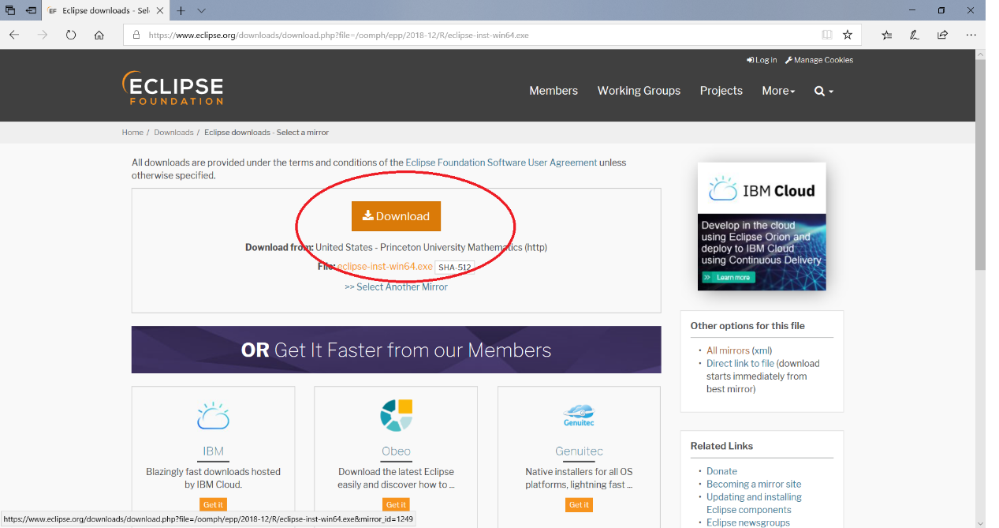 Eclipse downloads - Sel
https://www.eclipse.org/downloads/download.php?file=/oomph/epp/2018-12/R/eclipse-inst-win64.exe
Log in Manage Cookies
ECLIPSE
FOUNDATION
Members Working Groups Projects More
Home / Downloads / Eclipse downloads - Select a mirror
All downloads are provided under the terms and conditions of the Eclipse Foundation Software User Agreement unless
otherwise specified.
Download
Download from: United States - Princeton University Mathematics (http)
File: eclipse-inst-win64.exe SHA-512
>> Select Another Mirror
IBM Cloud
Develop in the cloud
using Eclipse Orion and
deploy to IBM Cloud
using Continuous Delivery
>> Learn more
OR Get It Faster from our Members
IBM
Blazingly fast downloads hosted
by IBM Cloud.
Get it
Obeo
Download the latest Eclipse
easily and discover how to ...
Get it
Genuitec
Genuitec
Native installers for all OS
platforms, lightning fast ...
Get it
Other options for this file
• All mirrors (xml)
• Direct link to file (download
starts immediately from
best mirror)
Related Links
• Donate
• Becoming a mirror site
• Updating and installing
Eclipse components
• Eclipse newsgroups
https://www.eclipse.org/downloads/download.php?file=/oomph/epp/2018-12/R/eclipse-inst-win64.exe&mirror_id=1249